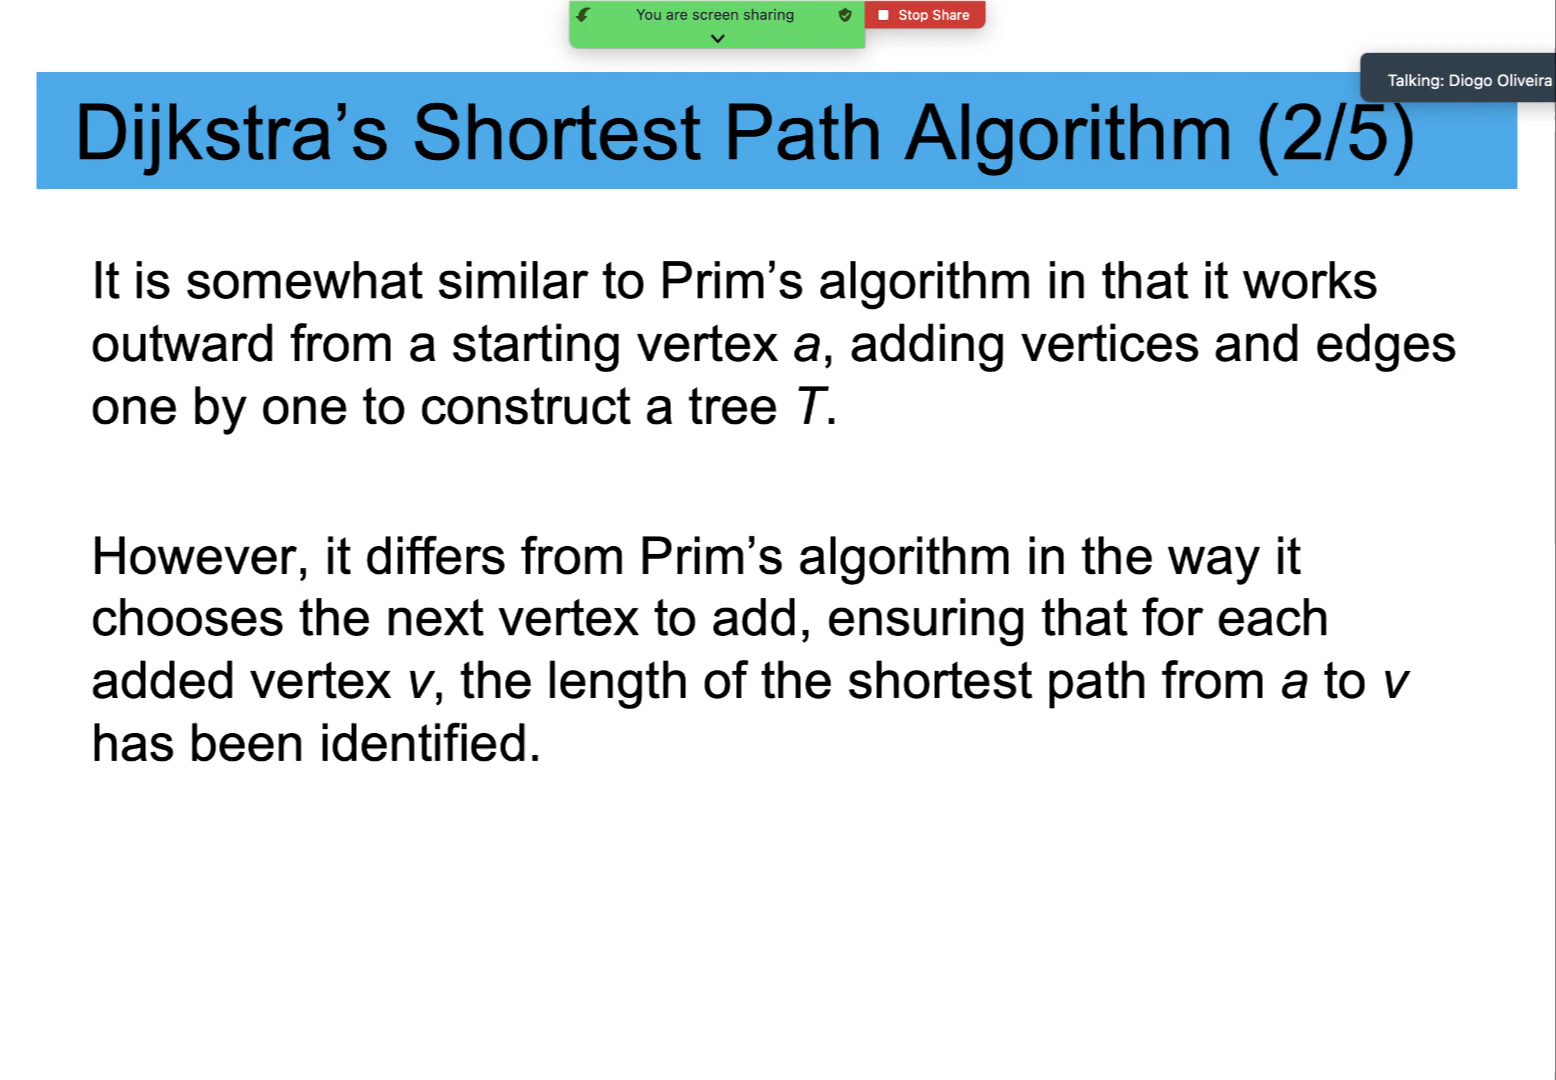 You are screen sharing
Stop Share
Talking: Diogo Oliveira
Dijkstra’s Shortest Path Algorithm (2/5)
It is somewhat similar to Prim’s algorithm in that it works
outward from a starting vertex a, adding vertices and edges
one by one to construct a tree T.
However, it differs from Prim’s algorithm in the way it
chooses the next vertex to add, ensuring that for each
added vertex v, the length of the shortest path from a to v
has been identified.